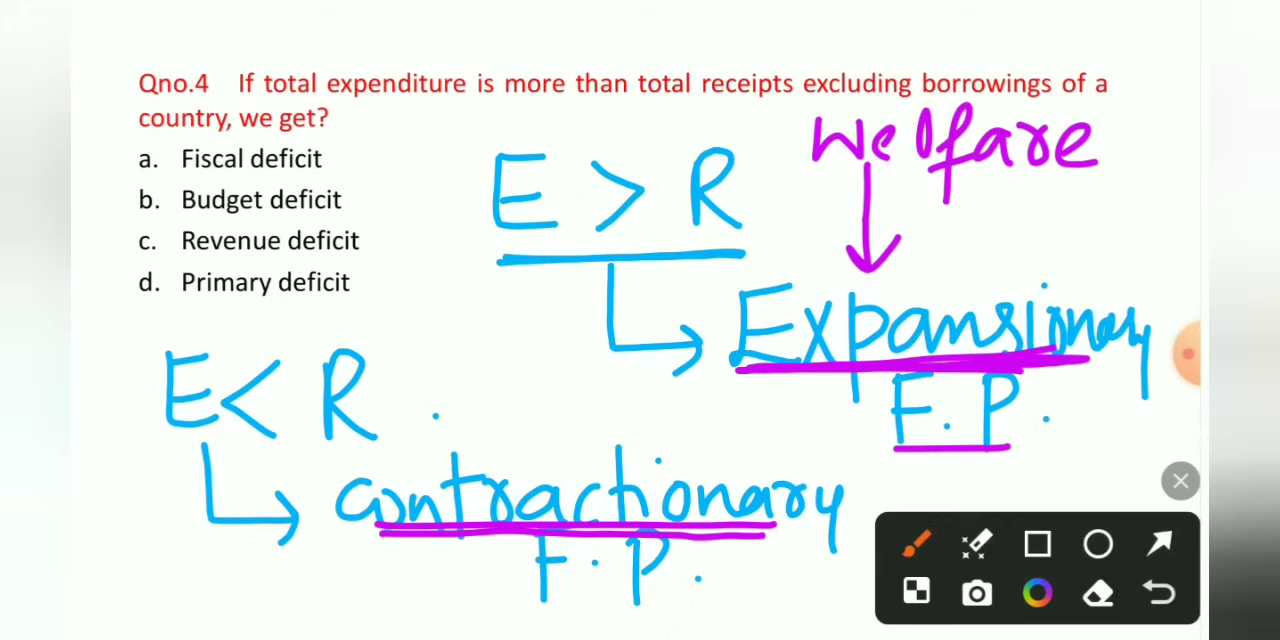 Qno.4 If total expenditure is more than total receipts excluding borrowings of a
country, we get?
a. Fiscal deficit
b. Budget deficit
c. Revenue deficit
d. Primary deficit
Welfare
E > R
Expansionary
F.P.
E < R
Contractionary
F.P.